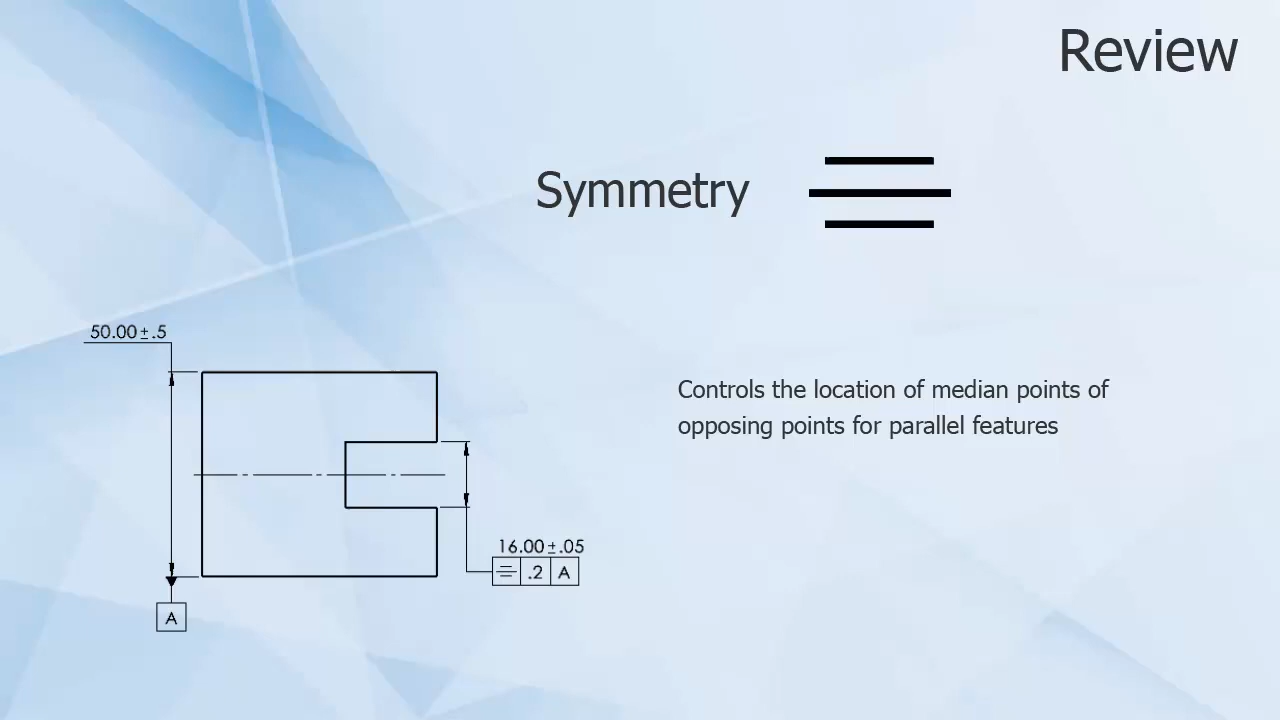 Review
Symmetry
50.00±.5
Controls the location of median points of
opposing points for parallel features
16.00±.05
⌯ .2 A
A